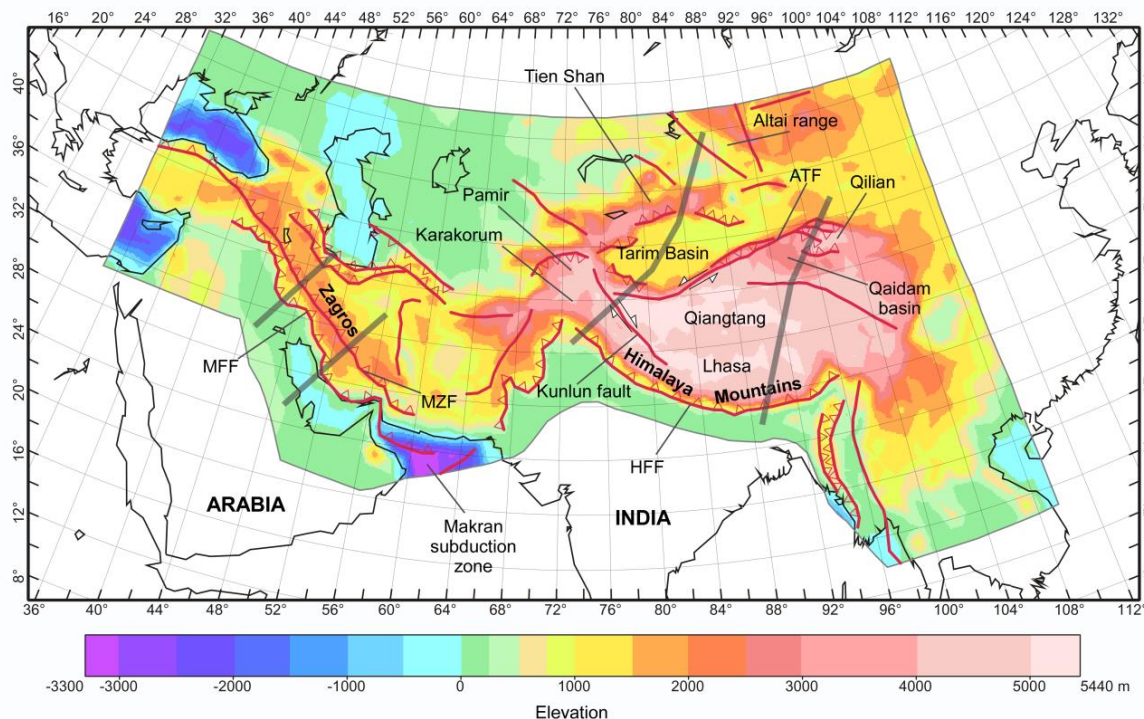 16° 20° 24° 28° 32° 36° 40° 44° 48° 52° 56° 60° 64° 68° 72° 76° 80° 84° 88° 92° 96° 100° 104° 108° 112° 116° 120° 124° 128° 132°
40°
36°
32°
28°
24°
20°
16°
12°
8°
Tien Shan
Altai range
ATF
Qilian
Pamir
Karakorum
Tarim Basin
Qaidam
basin
Zagros
Qiangtang
MFF
Himalaya
Lhasa
Mountains
Kunlun fault
MZF
HFF
ARABIA
INDIA
Makran
subduction
zone
36° 40° 44° 48° 52° 56° 60° 64° 68° 72° 76° 80° 84° 88° 92° 96° 100° 104° 108° 112°
-3300 -3000 -2000 -1000 0 1000 2000 3000 4000 5000 5440 m
Elevation